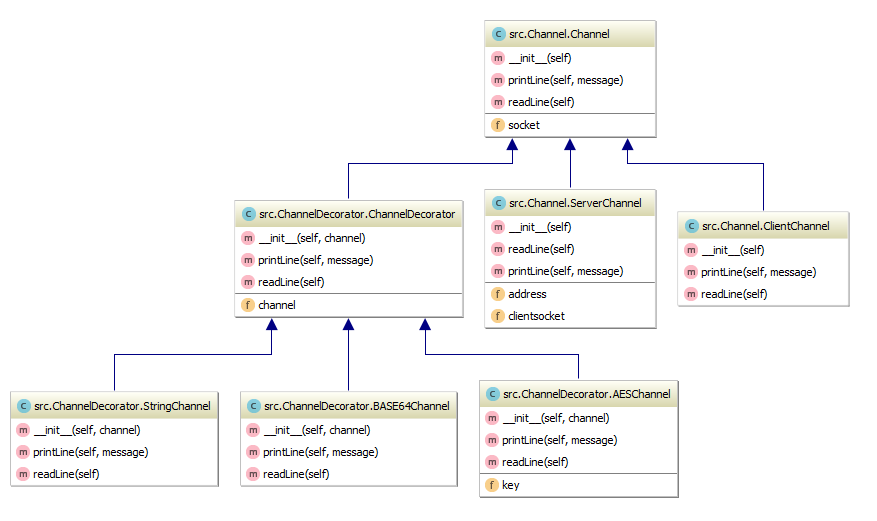 C src.Channel.Channel
m __init__(self)
m printLine(self, message)
m readLine(self)
f socket
C src.ChannelDecorator.ChannelDecorator
m __init__(self, channel)
m printLine(self, message)
m readLine(self)
f channel
C src.Channel.ServerChannel
m __init__(self)
m readLine(self)
m printLine(self, message)
f address
f clientsocket
C src.Channel.ClientChannel
m __init__(self)
m printLine(self, message)
m readLine(self)
C src.ChannelDecorator.StringChannel
m __init__(self, channel)
m printLine(self, message)
m readLine(self)
C src.ChannelDecorator.BASE64Channel
m __init__(self, channel)
m printLine(self, message)
m readLine(self)
C src.ChannelDecorator.AESChannel
m __init__(self, channel)
m printLine(self, message)
m readLine(self)
f key